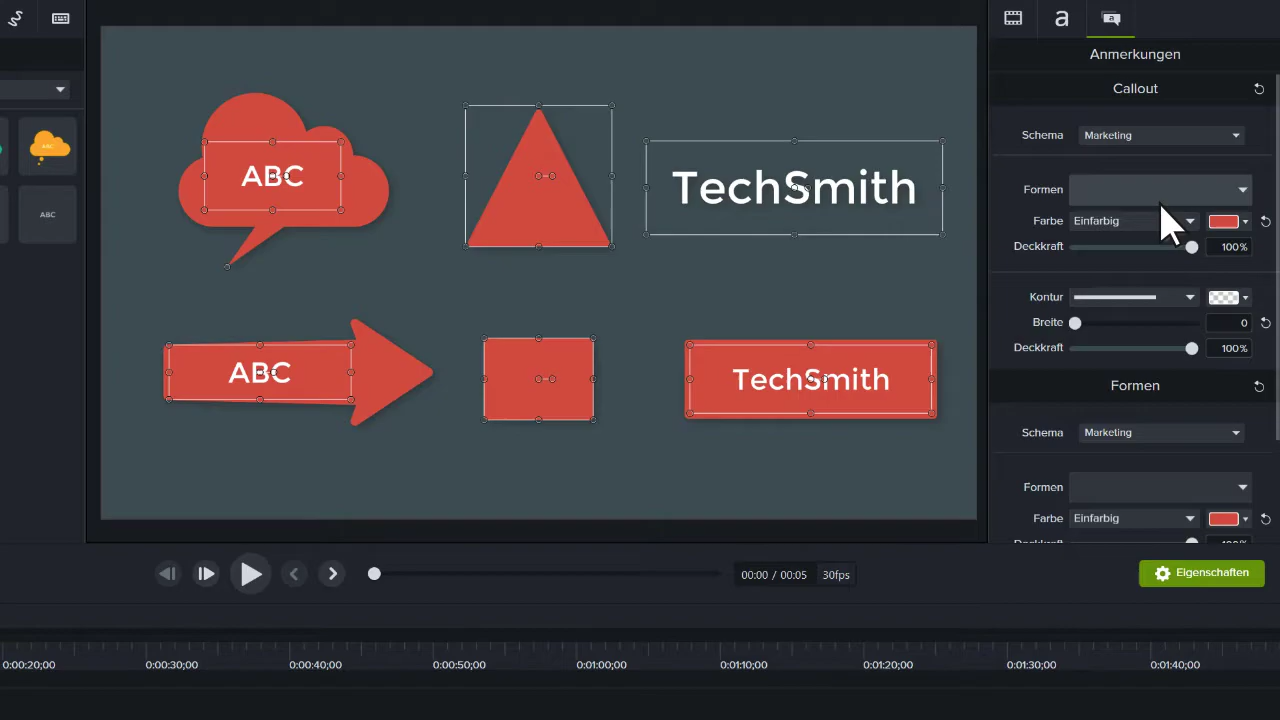 a
a
Anmerkungen
Callout
Schema Marketing
Formen
Farbe Einfarbig
Deckkraft 100%
Kontur
Breite 0
Deckkraft 100%
Formen
Schema Marketing
Formen
Farbe Einfarbig
ABC
ABC
TechSmith
ABC
TechSmith
00:00 / 00:05 30fps
Eigenschaften
0:00:20;00 0:00:30;00 0:00:40;00 0:00:50;00 0:01:00;00 0:01:10;00 0:01:20;00 0:01:30;00 0:01:40;00